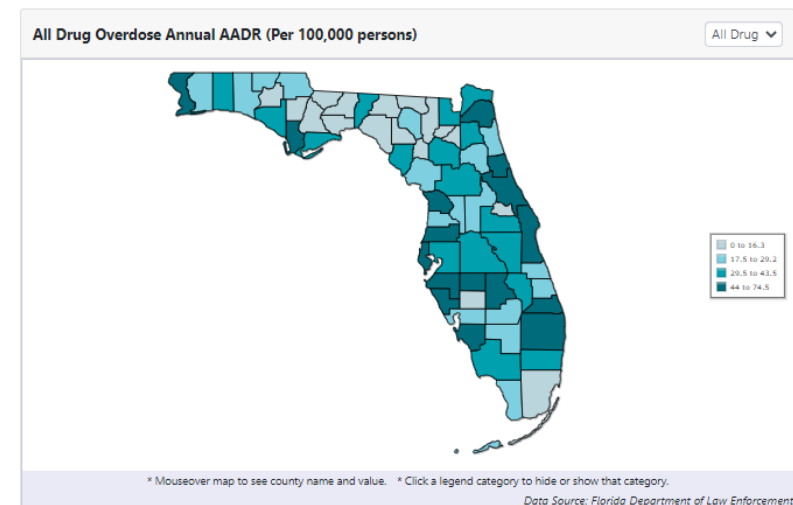 All Drug Overdose Annual AADR (Per 100,000 persons)
All Drug
0 to 16.3
17.5 to 29.2
29.5 to 43.5
44 to 74.5
* Mouseover map to see county name and value. * Click a legend category to hide or show that category.
Data Source: Florida Department of Law Enforcement